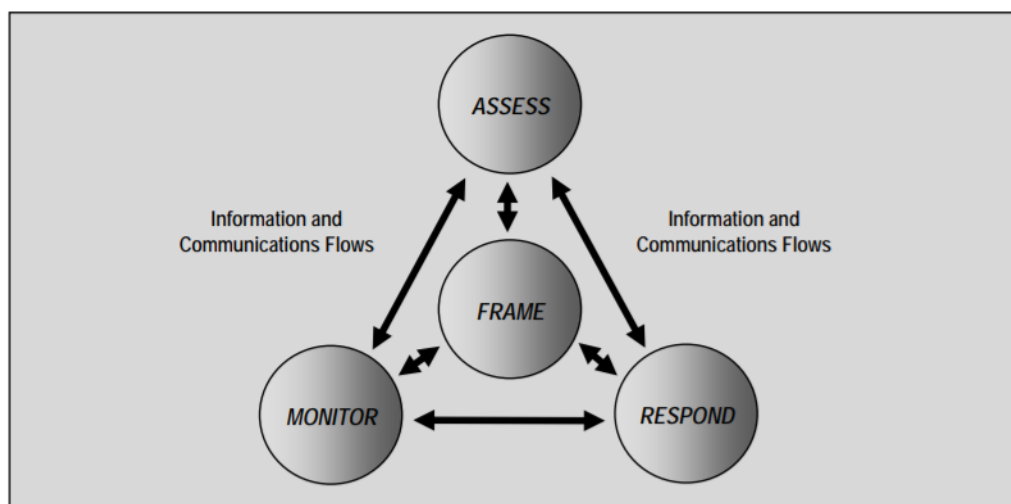 ASSESS
Information and
Communications Flows
Information and
Communications Flows
FRAME
MONITOR
RESPOND